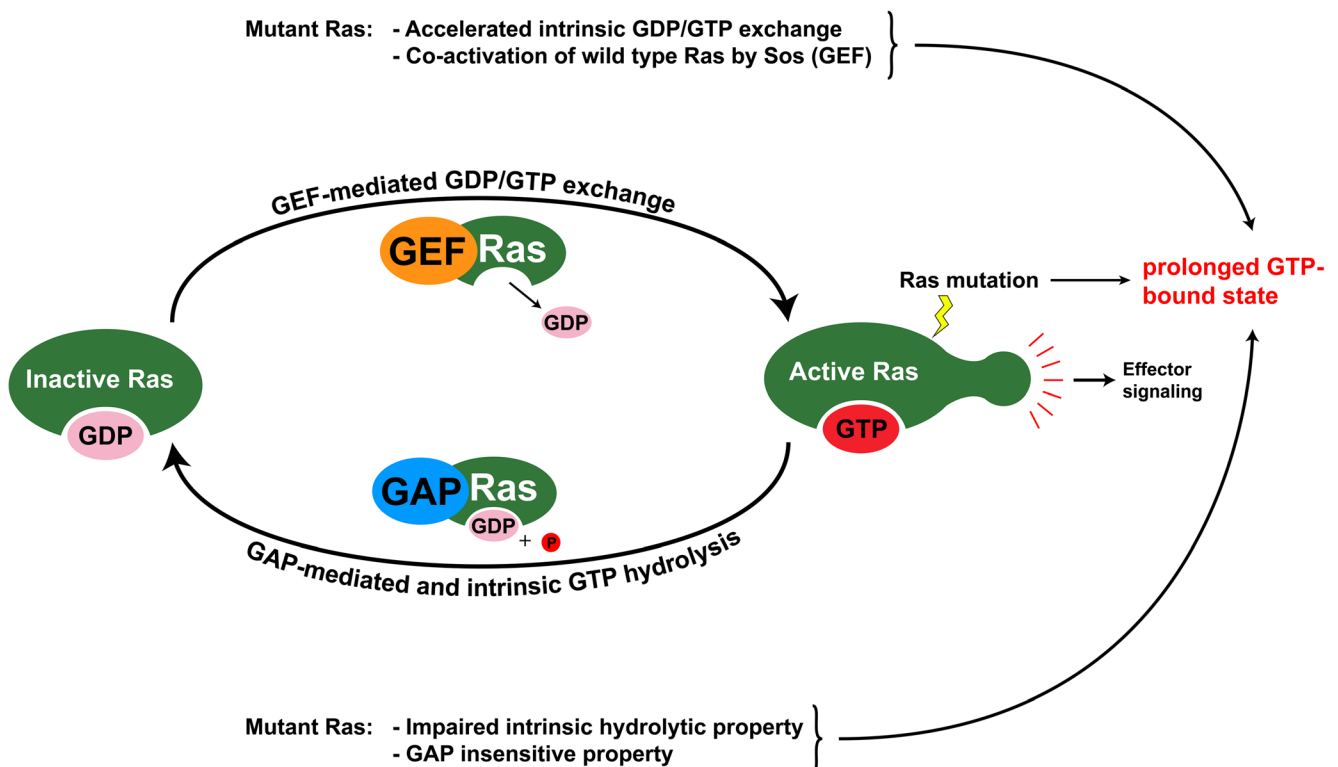 Mutant Ras: - Accelerated intrinsic GDP/GTP exchange
- Co-activation of wild type Ras by Sos (GEF)
GEF-mediated GDP/GTP exchange
GEF Ras
GDP
Ras mutation
prolonged GTP-
bound state
Inactive Ras
GDP
Active Ras
GTP
Effector
signaling
GAP Ras
GDP
+ P
GAP-mediated and intrinsic GTP hydrolysis
Mutant Ras: - Impaired intrinsic hydrolytic property
- GAP insensitive property